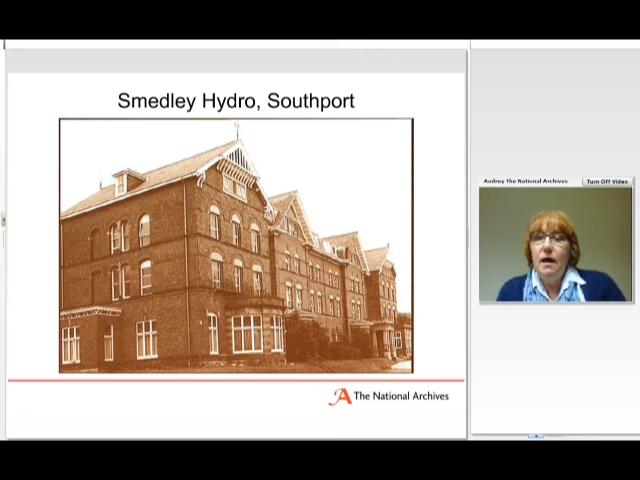 Smedley Hydro, Southport
Audrey The National Archives
Turn Off Video
The National Archives